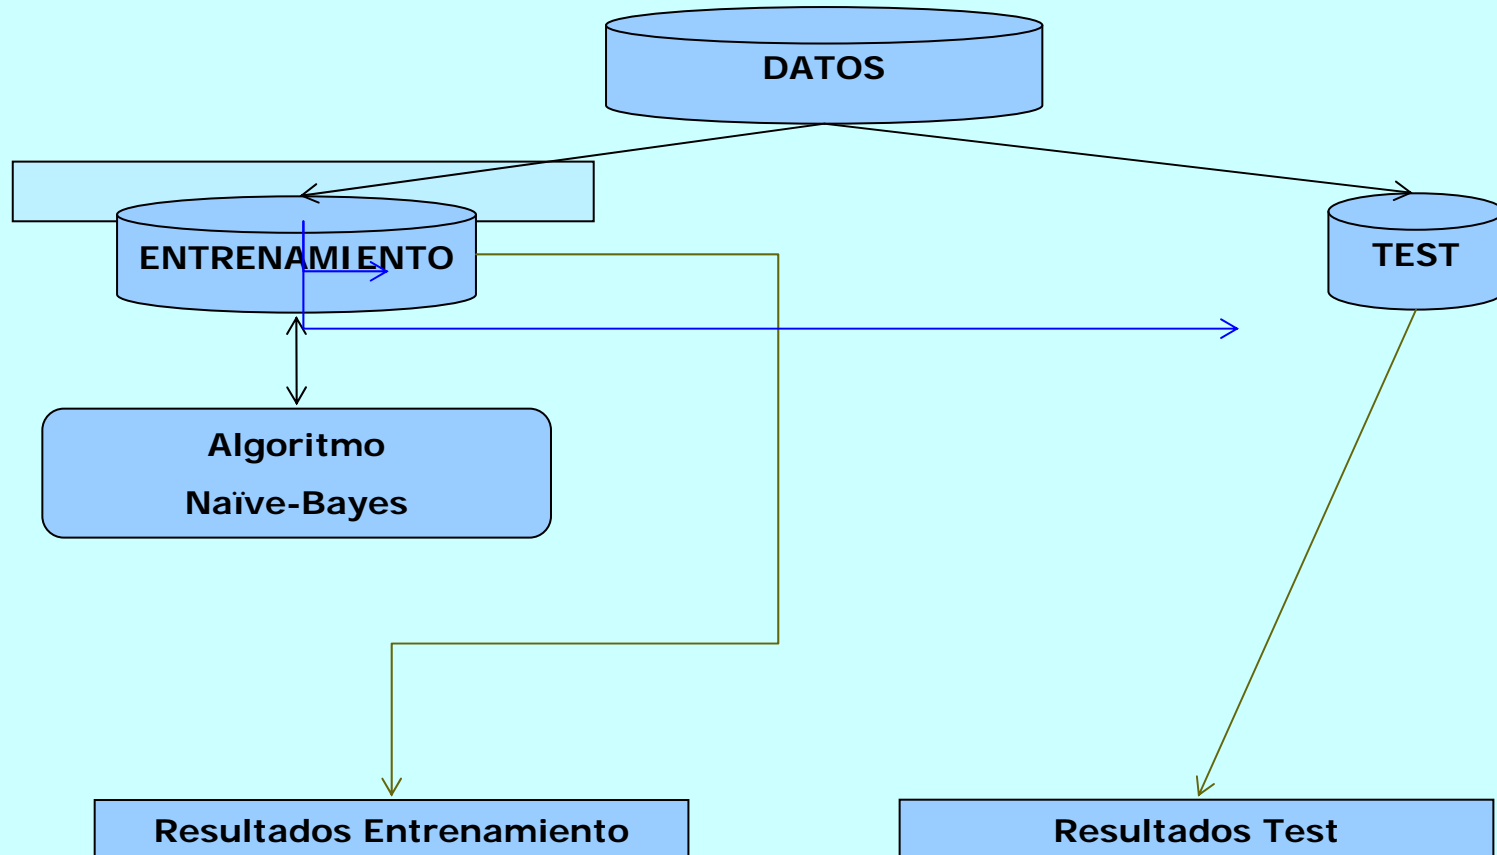 DATOS
ENTRENAMIENTO
TEST
Algoritmo
Naïve-Bayes
Resultados Entrenamiento
Resultados Test